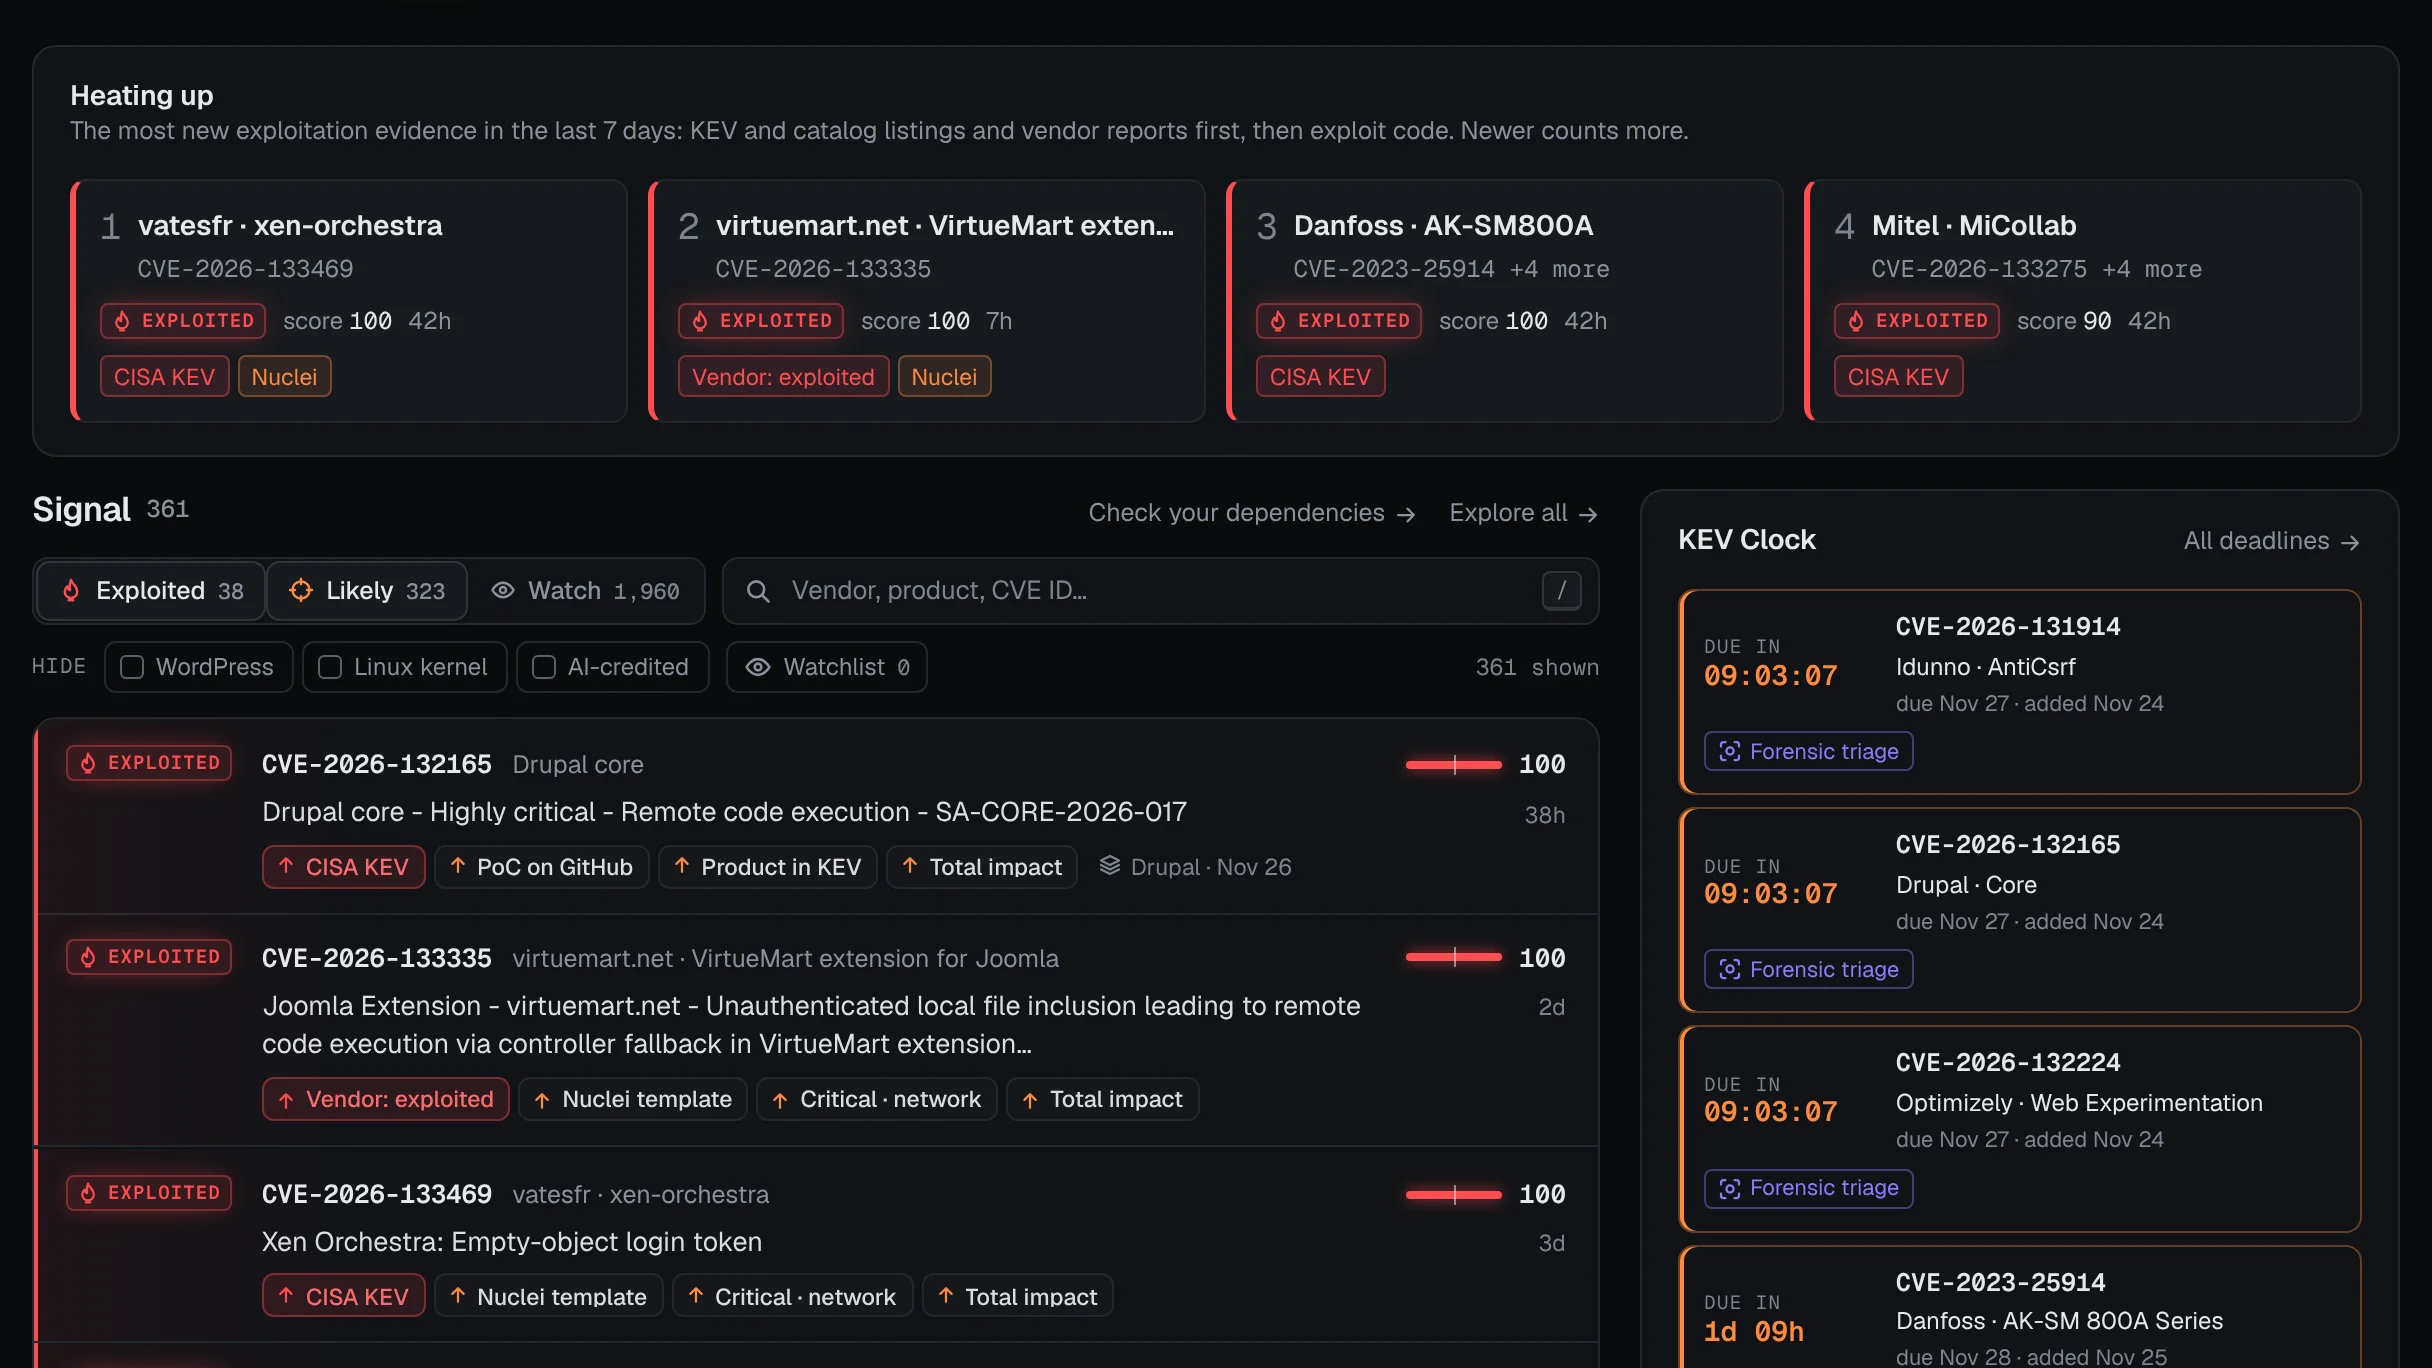 Heating up
The most new exploitation evidence in the last 7 days: KEV and catalog listings and vendor reports first, then exploit code. Newer counts more.
1 vatesfr · xen-orchestra
CVE-2026-133469
EXPLOITED score 100 42h
CISA KEV Nuclei
2 virtuemart.net · VirtueMart exten...
CVE-2026-133335
EXPLOITED score 100 7h
Vendor: exploited Nuclei
3 Danfoss · AK-SM800A
CVE-2023-25914 +4 more
EXPLOITED score 100 42h
CISA KEV
4 Mitel · MiCollab
CVE-2026-133275 +4 more
EXPLOITED score 90 42h
CISA KEV
Signal 361
Check your dependencies → Explore all →
Exploited 38 Likely 323 Watch 1,960
Vendor, product, CVE ID... /
HIDE WordPress Linux kernel AI-credited Watchlist 0
361 shown
EXPLOITED CVE-2026-132165 Drupal core 100
Drupal core - Highly critical - Remote code execution - SA-CORE-2026-017 38h
↑ CISA KEV ↑ PoC on GitHub ↑ Product in KEV ↑ Total impact Drupal · Nov 26
EXPLOITED CVE-2026-133335 virtuemart.net · VirtueMart extension for Joomla 100
Joomla Extension - virtuemart.net - Unauthenticated local file inclusion leading to remote 2d
code execution via controller fallback in VirtueMart extension...
↑ Vendor: exploited ↑ Nuclei template ↑ Critical · network ↑ Total impact
EXPLOITED CVE-2026-133469 vatesfr · xen-orchestra 100
Xen Orchestra: Empty-object login token 3d
↑ CISA KEV ↑ Nuclei template ↑ Critical · network ↑ Total impact
KEV Clock All deadlines →
CVE-2026-131914
DUE IN
09:03:07
Idunno · AntiCsrf
due Nov 27 · added Nov 24
Forensic triage
CVE-2026-132165
DUE IN
09:03:07
Drupal · Core
due Nov 27 · added Nov 24
Forensic triage
CVE-2026-132224
DUE IN
09:03:07
Optimizely · Web Experimentation
due Nov 27 · added Nov 24
Forensic triage
CVE-2023-25914
DUE IN
1d 09h
Danfoss · AK-SM 800A Series
due Nov 28 · added Nov 25